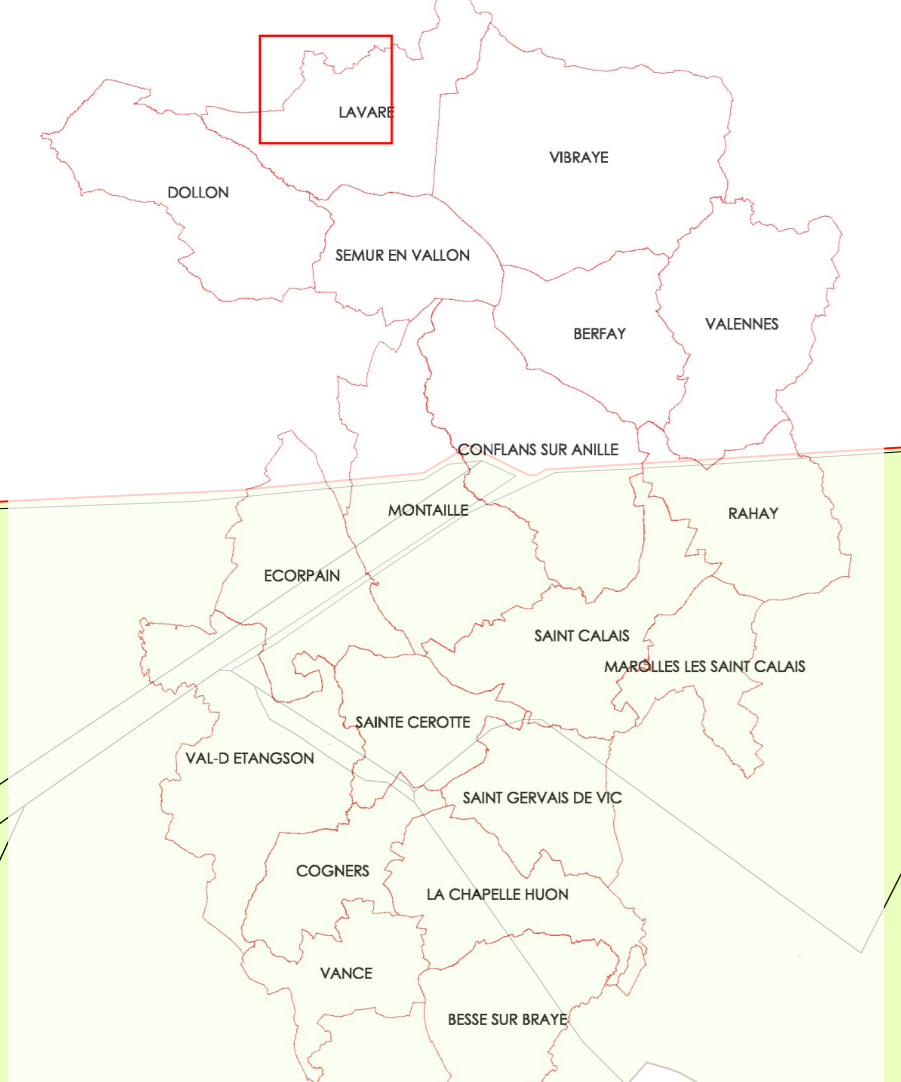 LAVARE
VIBRAYE
DOLLON
SEMUR EN VALLON
VALENNES
BERFAY
CONFLANS SUR ANILLE
MONTAILLE
RAHAY
ECORPAIN
SAINT CALAIS
MAROLLES LES SAINT CALAIS
SAINTE CEROTTE
VAL-D ETANGSON
SAINT GERVAIS DE VIC
COGNERS
LA CHAPELLE HUON
VANCE
BESSE SUR BRAYE